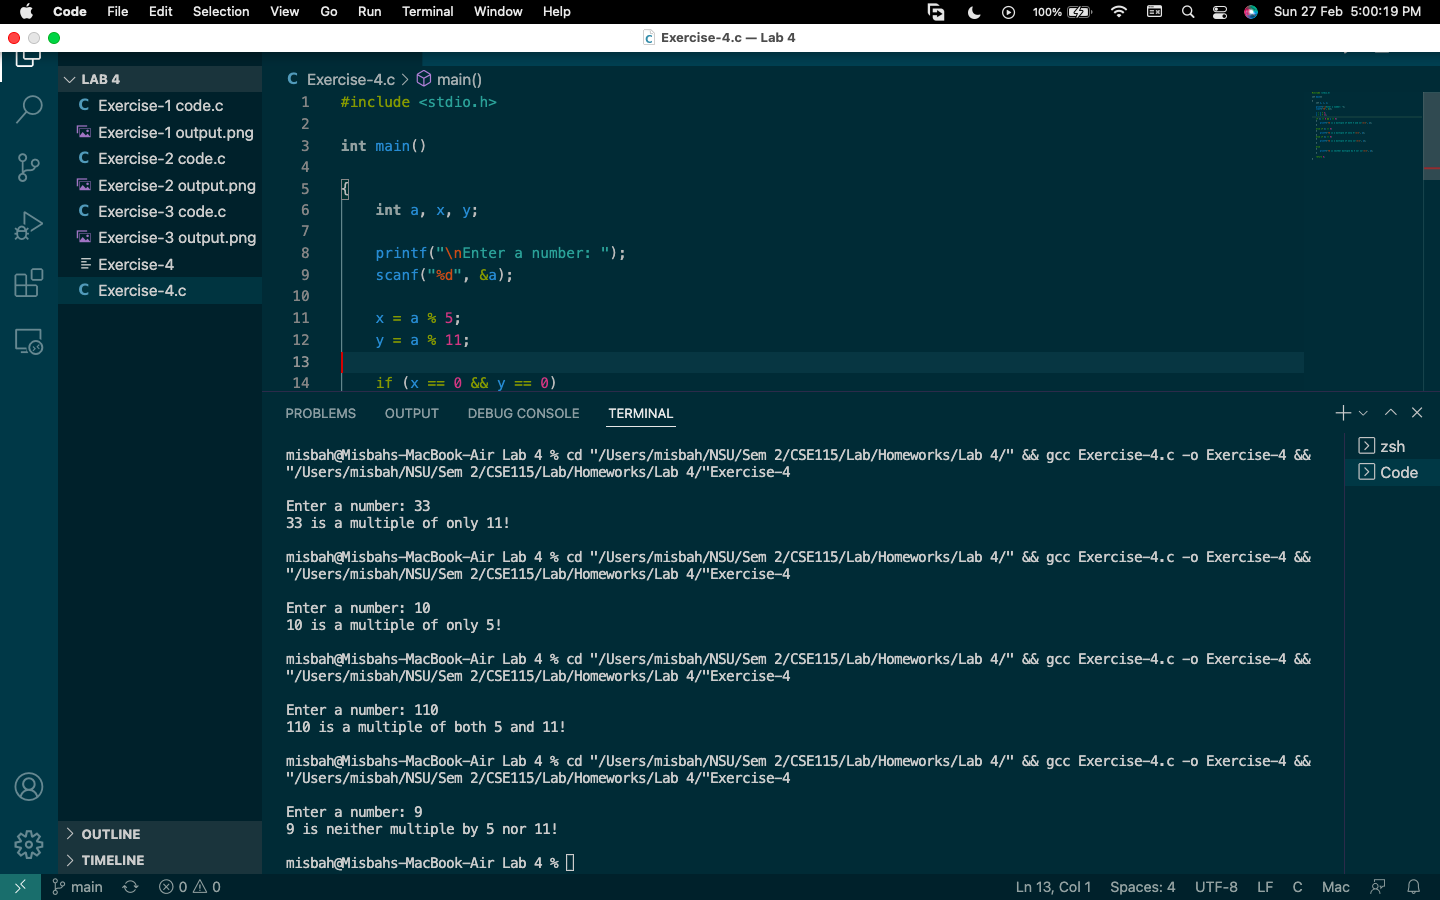 Code File Edit Selection View Go Run Terminal Window Help 100% Sun 27 Feb 5:00:19 PM
Exercise-4.c — Lab 4
LAB 4
Exercise-1 code.c
Exercise-1 output.png
Exercise-2 code.c
Exercise-2 output.png
Exercise-3 code.c
Exercise-3 output.png
Exercise-4
Exercise-4.c
OUTLINE
TIMELINE
C Exercise-4.c > main()
1 #include <stdio.h>
2
3 int main()
4
5 {
6 int a, x, y;
7
8 printf("\nEnter a number: ");
9 scanf("%d", &a);
10
11 x = a % 5;
12 y = a % 11;
13
14 if (x == 0 && y == 0)
PROBLEMS OUTPUT DEBUG CONSOLE TERMINAL
misbah@Misbahs-MacBook-Air Lab 4 % cd "/Users/misbah/NSU/Sem 2/CSE115/Lab/Homeworks/Lab 4/" && gcc Exercise-4.c -o Exercise-4 &&
"/Users/misbah/NSU/Sem 2/CSE115/Lab/Homeworks/Lab 4/"Exercise-4
Enter a number: 33
33 is a multiple of only 11!
misbah@Misbahs-MacBook-Air Lab 4 % cd "/Users/misbah/NSU/Sem 2/CSE115/Lab/Homeworks/Lab 4/" && gcc Exercise-4.c -o Exercise-4 &&
"/Users/misbah/NSU/Sem 2/CSE115/Lab/Homeworks/Lab 4/"Exercise-4
Enter a number: 10
10 is a multiple of only 5!
misbah@Misbahs-MacBook-Air Lab 4 % cd "/Users/misbah/NSU/Sem 2/CSE115/Lab/Homeworks/Lab 4/" && gcc Exercise-4.c -o Exercise-4 &&
"/Users/misbah/NSU/Sem 2/CSE115/Lab/Homeworks/Lab 4/"Exercise-4
Enter a number: 110
110 is a multiple of both 5 and 11!
misbah@Misbahs-MacBook-Air Lab 4 % cd "/Users/misbah/NSU/Sem 2/CSE115/Lab/Homeworks/Lab 4/" && gcc Exercise-4.c -o Exercise-4 &&
"/Users/misbah/NSU/Sem 2/CSE115/Lab/Homeworks/Lab 4/"Exercise-4
Enter a number: 9
9 is neither multiple by 5 nor 11!
misbah@Misbahs-MacBook-Air Lab 4 %
zsh
Code
main 0 0 Ln 13, Col 1 Spaces: 4 UTF-8 LF C Mac